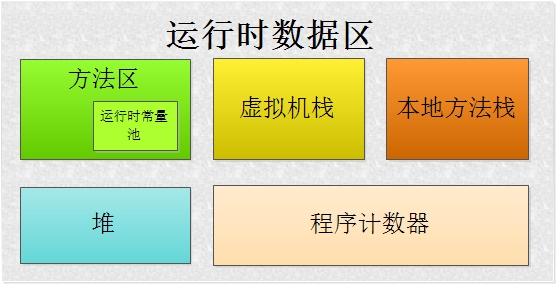 运行时数据区
方法区
运行时常量
池
虚拟机栈
本地方法栈
堆
程序计数器